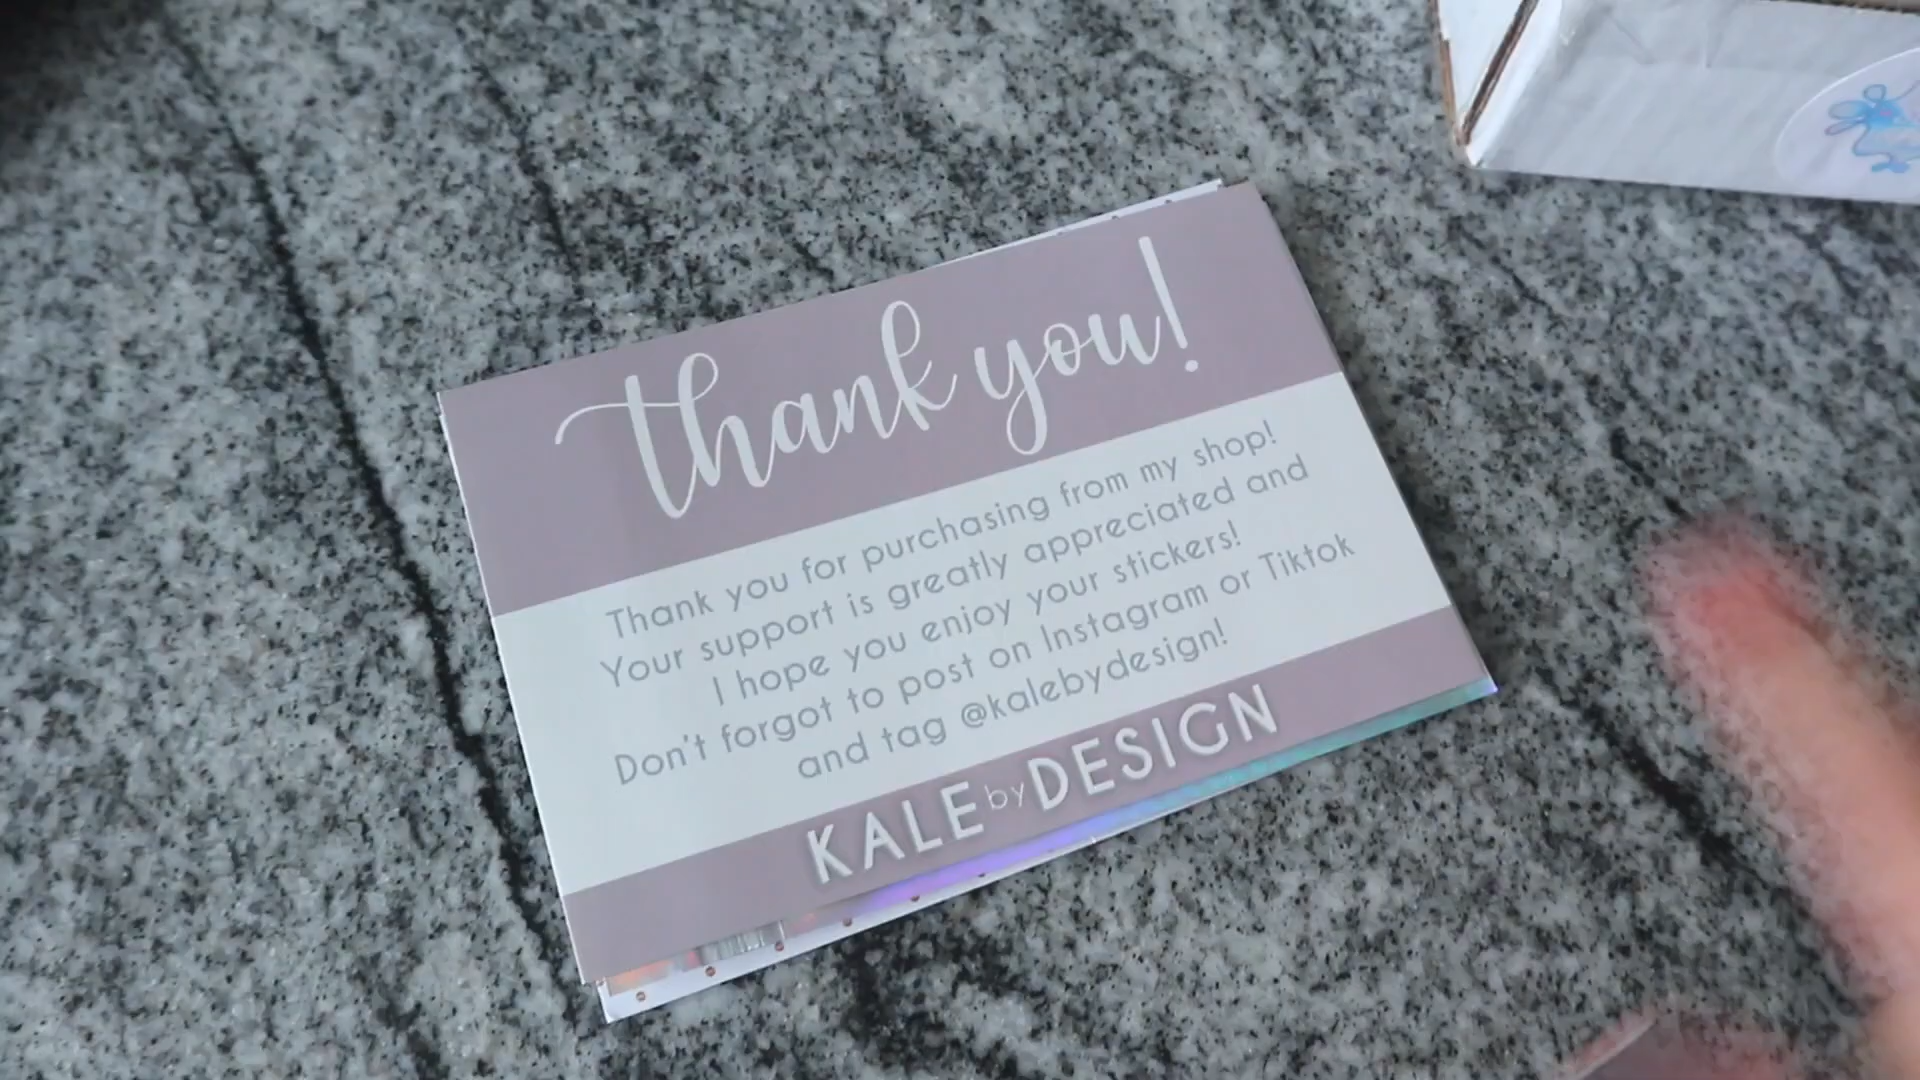 thank you!
Thank you for purchasing from my shop!
Your support is greatly appreciated and
I hope you enjoy your stickers!
Don't forgot to post on Instagram or Tiktok
and tag @kalebydesign!
KALE by DESIGN